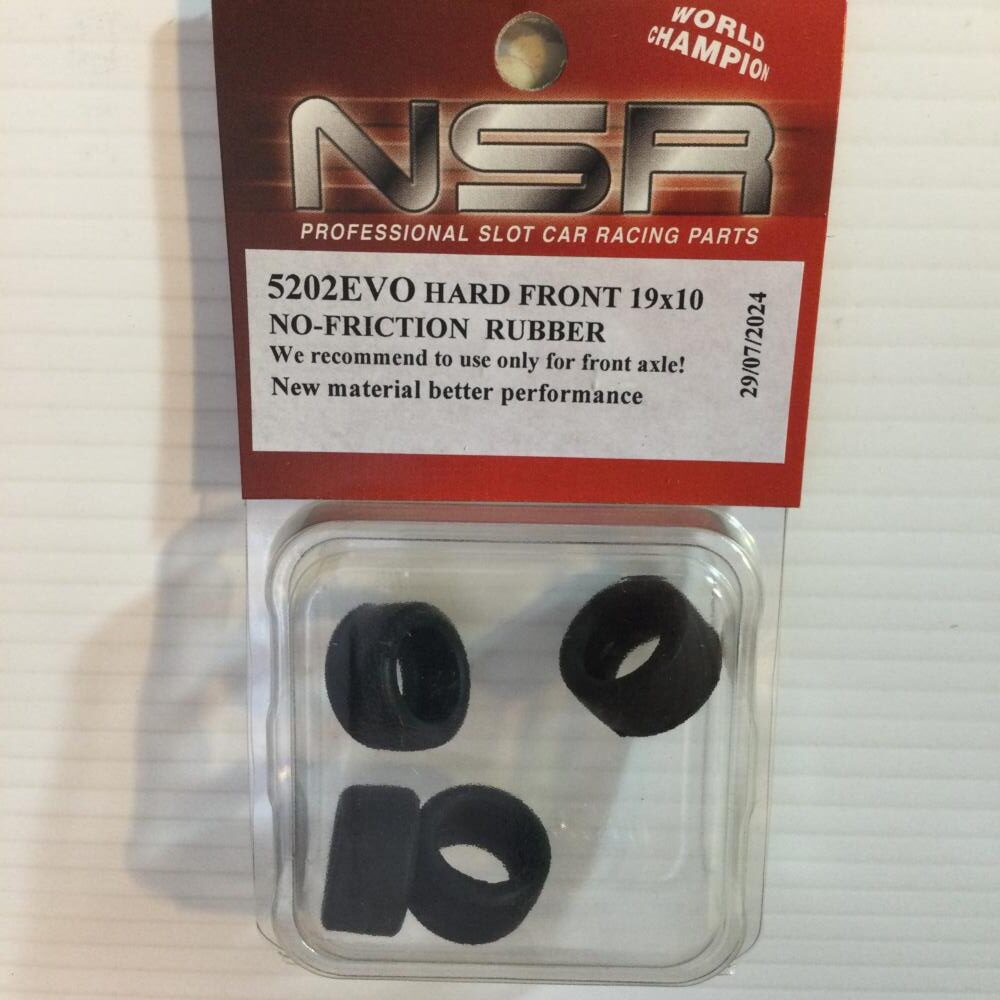 WORLD
CHAMPION
NSR
PROFESSIONAL SLOT CAR RACING PARTS
5202EVO HARD FRONT 19x10
NO-FRICTION RUBBER
We recommend to use only for front axle!
New material better performance
29/07/2024